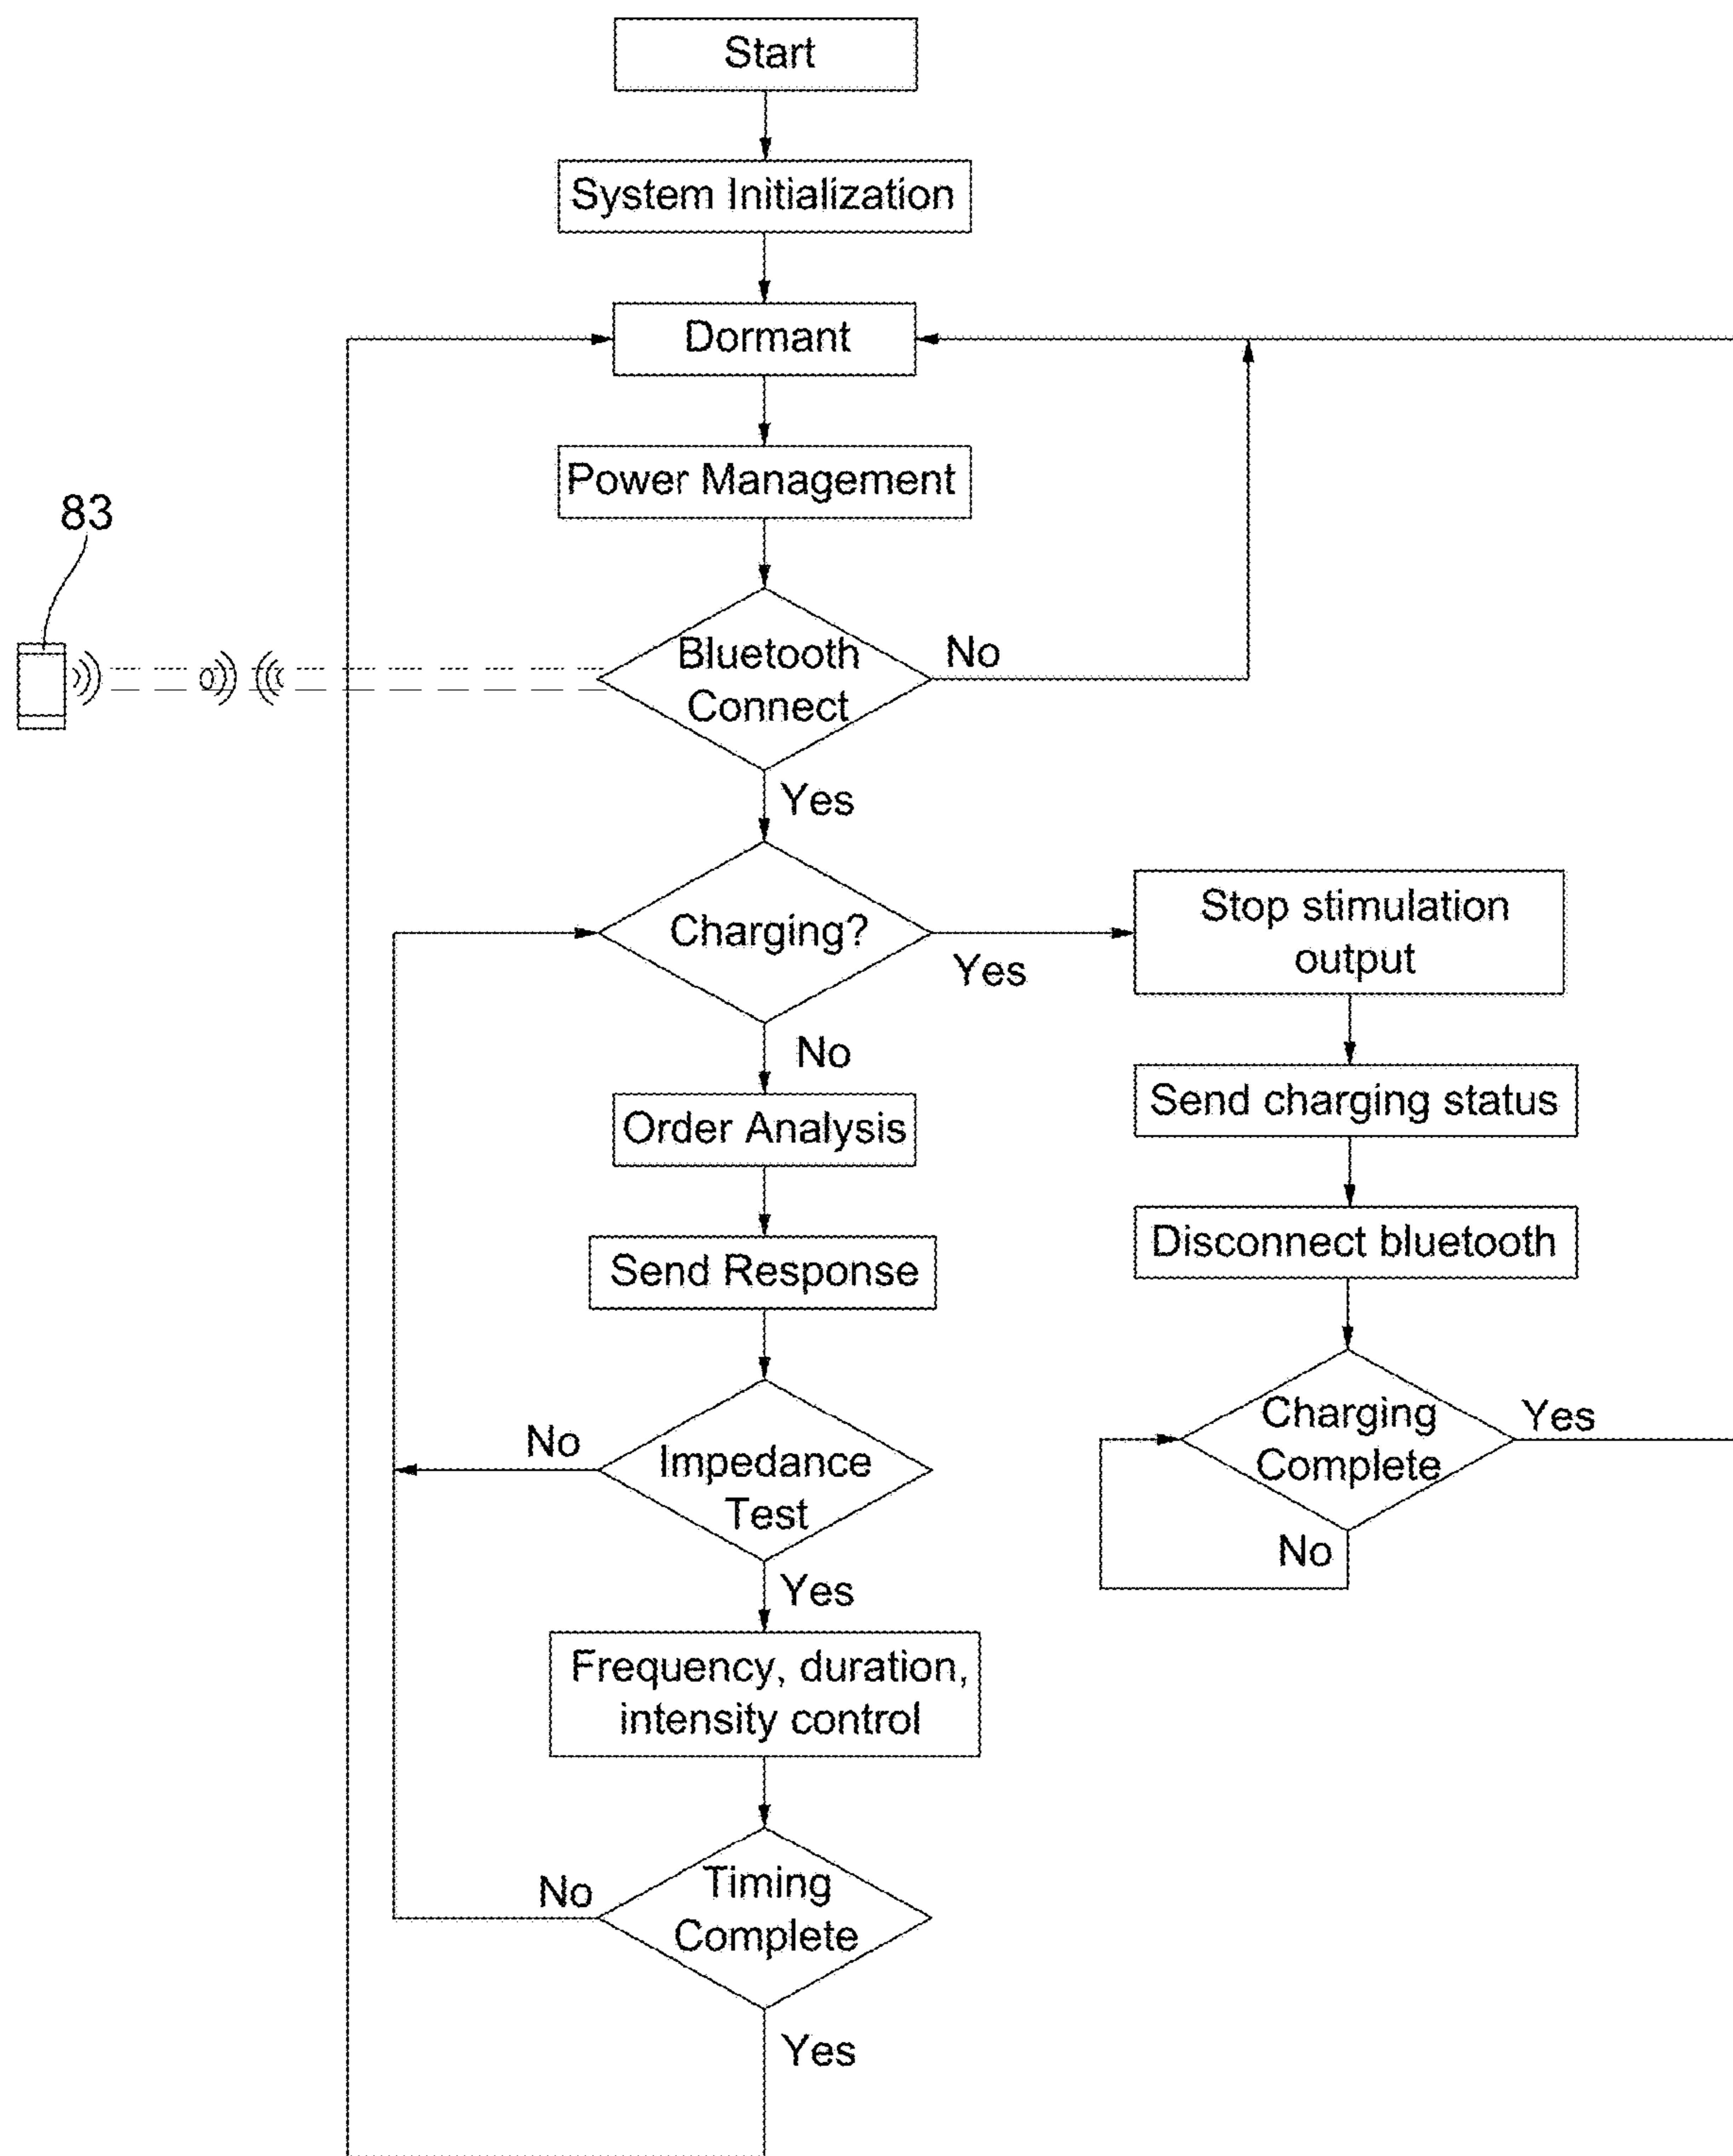 Start
System Initialization
Dormant
Power Management
83
Bluetooth
Connect
No
Yes
Charging?
Yes
No
Stop stimulation
output
Send charging status
Disconnect bluetooth
Charging
Complete
Yes
No
Order Analysis
Send Response
Impedance
Test
No
Yes
Frequency, duration,
intensity control
Timing
Complete
No
Yes